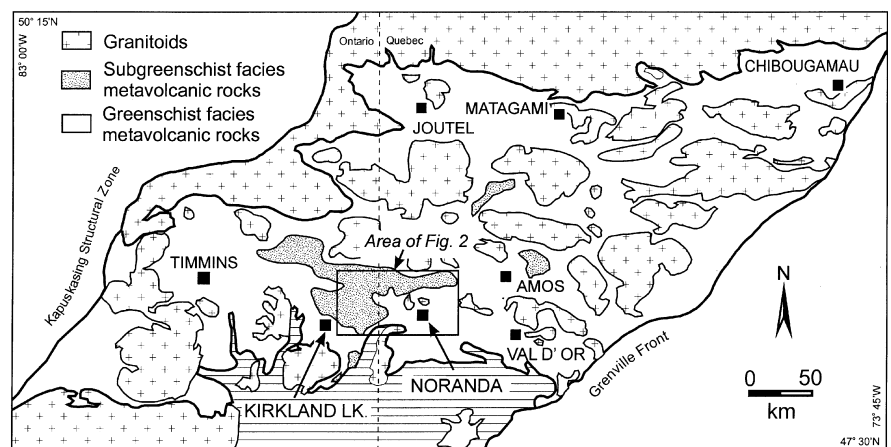 50° 15'N
83° 00'W
Granitoids
Subgreenschist facies
metavolcanic rocks
Greenschist facies
metavolcanic rocks
Ontario Quebec
CHIBOUGAMAU
MATAGAMI
JOUTEL
Kapuskasing Structural Zone
Area of Fig. 2
TIMMINS
AMOS
N
VAL D' OR
Grenville Front
NORANDA
KIRKLAND LK.
0 50
km
73° 45'W
47° 30'N